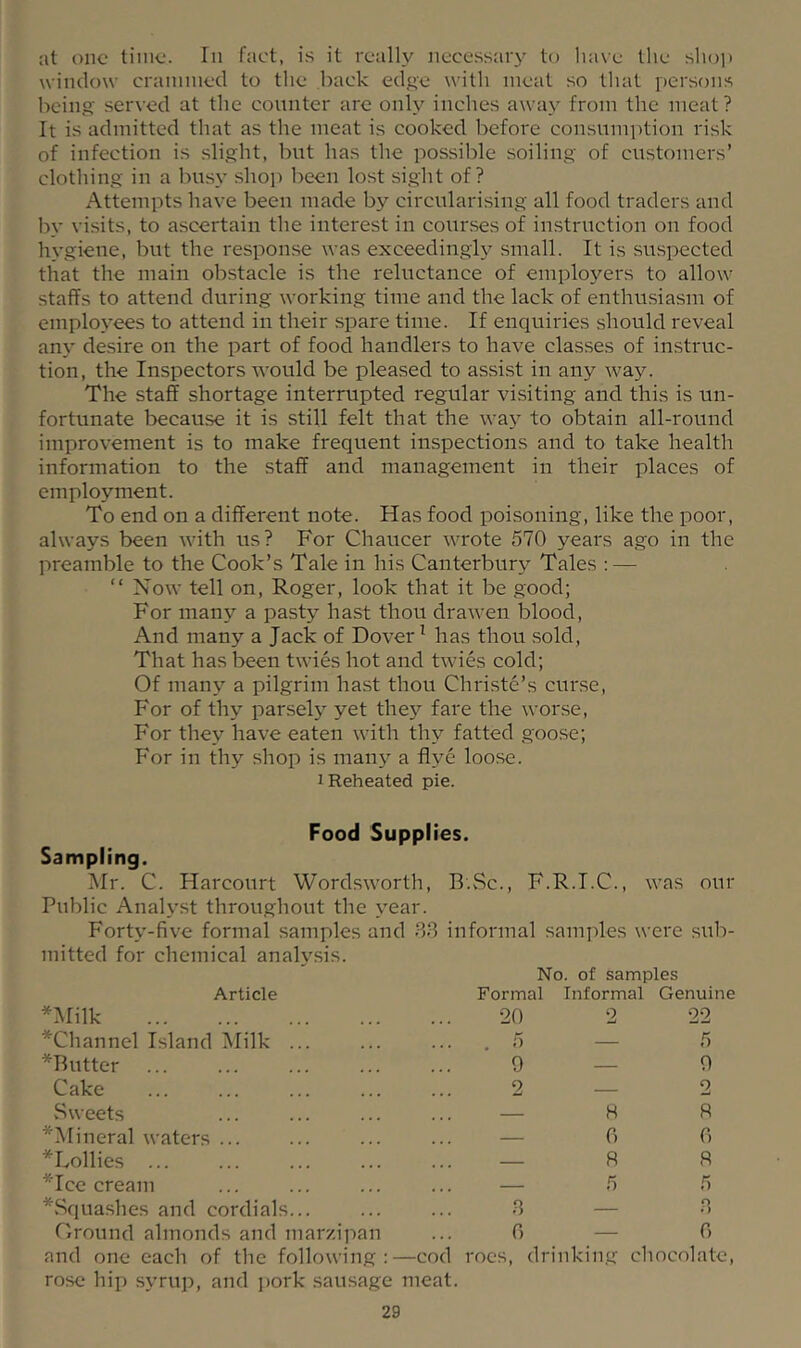 at one time. In fact, is it really necessary to have the shop
window crammed to the back edge with meat so that persons
being served at the counter are only inches away from the meat?
It is admitted that as the meat is cooked before consumption risk
of infection is slight, but has the possible soiling of customers'
clothing in a busy shop been lost sight of?
Attempts have been made by circularising all food traders and
by visits, to ascertain the interest in courses of instruction on food
hygiene, but the response was exceedingly small. It is suspected
that the main obstacle is the reluctance of employers to allow
staffs to attend during working time and the lack of enthusiasm of
employees to attend in their spare time. If enquiries should reveal
any desire on the part of food handlers to have classes of instruc-
tion, the Inspectors would be pleased to assist in any way.
The staff shortage interrupted regular visiting and this is un-
fortunate because it is still felt that the way to obtain all-round
improvement is to make frequent inspections and to take health
information to the staff and management in their places of
employment.
To end on a different note. Has food poisoning, like the poor,
always been with us? For Chaucer wrote 570 years ago in the
preamble to the Cook's Tale in his Canterbury Tales : —
" Now tell on, Roger, look that it be good;
For many a pasty hast thou drawen blood,
And many a Jack of Dover ¹ has thou sold,
That has been twies hot and twies cold;
Of many a pilgrim hast thou Christé's curse,
For of thy parsely yet they fare the worse,
For they have eaten with thy fatted goose;
For in thy shop is many a flyé loose.
¹ Reheated pie.
Food Supplies.
Sampling.
Mr. C. Harcourt Wordsworth, B.Sc., F.R.I.C., was our
Public Analyst throughout the year.
Forty-five formal samples and 33 informal samples were sub-
mitted for chemical analysis.
No. of samples
Article Formal Informal Genuine
*Milk ... ... ... ... ... 20 2 22
*Channel Island Milk ... ... ... . 5 — 5
*Butter ... ... ... ... ... 9 — 9
Cake ... ... ... ... ... 2 — 2
Sweets ... ... ... ... — 8 8
*Mineral waters ... ... ... ... — 6 6
*Lollies ... ... ... ... ... — 8 8
*Ice cream ... ... ... ... — 5 5
*Squashes and cordials... ... ... 3 — 3
Ground almonds and marzipan ... 6 — 6
and one each of the following :—cod roes, drinking chocolate,
rose hip syrup, and pork sausage meat.
29